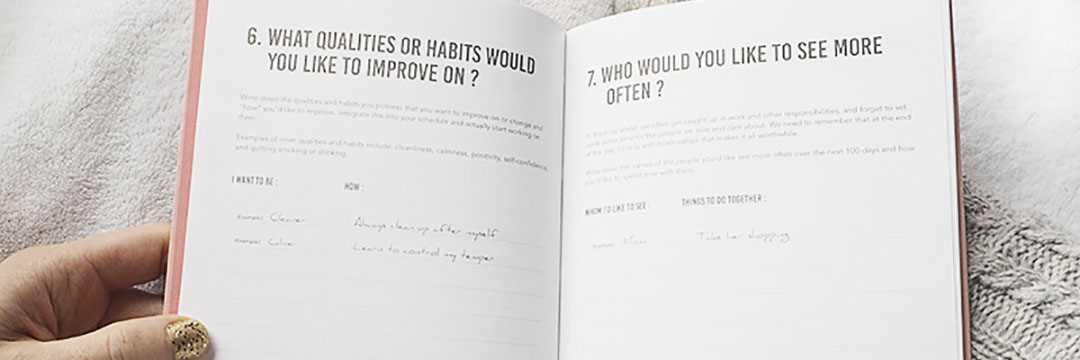 6. WHAT QUALITIES OR HABITS WOULD
YOU LIKE TO IMPROVE ON ?
Write down the qualities and habits you possess that you want to improve on or change and
"how" you'd like to improve. Integrate this into your schedule and actually start working on
them.
Examples of inner qualities and habits include: cleanliness, calmness, positivity, self-confidence,
and quitting smoking or drinking.
I WANT TO BE : HOW :
Example: Cleaner Always clean up after myself
Example: Calmer Learn to control my temper
7. WHO WOULD YOU LIKE TO SEE MORE
OFTEN ?
In this busy world, we often get caught up in work and other responsibilities, and forget to set
aside some time for the people we love and care about. We need to remember that at the end
of the day, it's only with relationships that makes it all worthwhile.
Write down the names of the people you'd like to see more often over the next 100 days and how
you'd like to spend time with them.
WHOM I'D LIKE TO SEE : THINGS TO DO TOGETHER :
Example: Mom Take her shopping